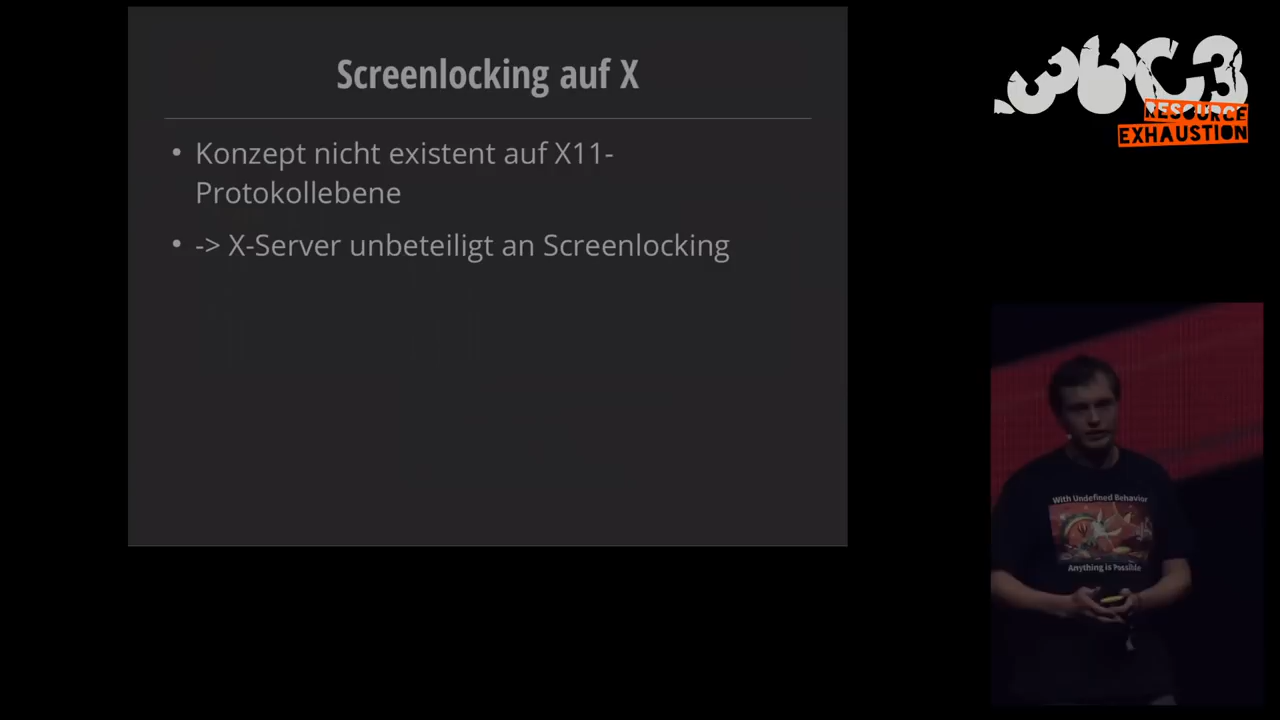 Screenlocking auf X
• Konzept nicht existent auf X11-
Protokollebene
• -> X-Server unbeteiligt an Screenlocking
36C3
RESOURCE
EXHAUSTION
With Undefined Behavior
Anything is Possible